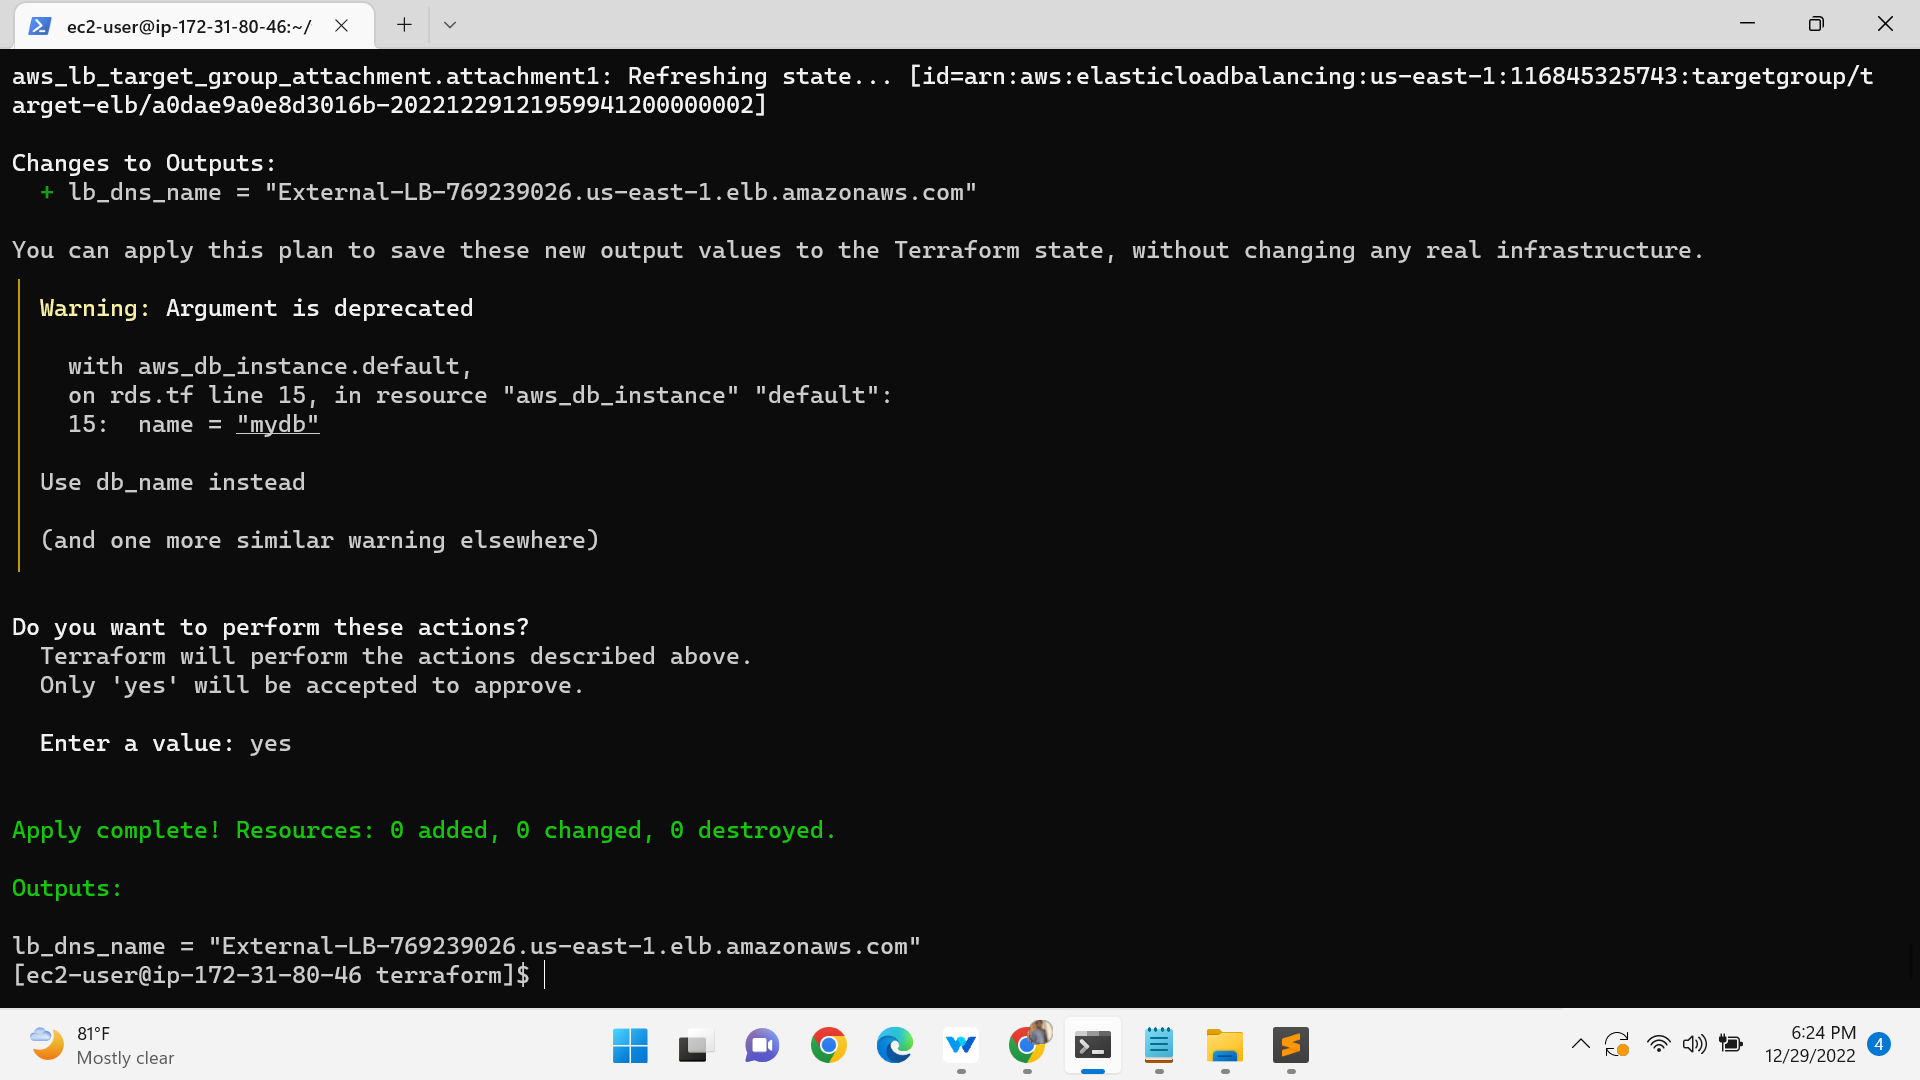 ec2-user@ip-172-31-80-46:~/
aws_lb_target_group_attachment.attachment1: Refreshing state... [id=arn:aws:elasticloadbalancing:us-east-1:116845325743:targetgroup/t
arget-elb/a0dae9a0e8d3016b-20221229121959941200000002]
Changes to Outputs:
+ lb_dns_name = "External-LB-769239026.us-east-1.elb.amazonaws.com"
You can apply this plan to save these new output values to the Terraform state, without changing any real infrastructure.
Warning: Argument is deprecated
with aws_db_instance.default,
on rds.tf line 15, in resource "aws_db_instance" "default":
15:  name = "mydb"
Use db_name instead
(and one more similar warning elsewhere)
Do you want to perform these actions?
Terraform will perform the actions described above.
Only 'yes' will be accepted to approve.
Enter a value: yes
Apply complete! Resources: 0 added, 0 changed, 0 destroyed.
Outputs:
lb_dns_name = "External-LB-769239026.us-east-1.elb.amazonaws.com"
[ec2-user@ip-172-31-80-46 terraform]$
81°F
Mostly clear
6:24 PM
12/29/2022
4